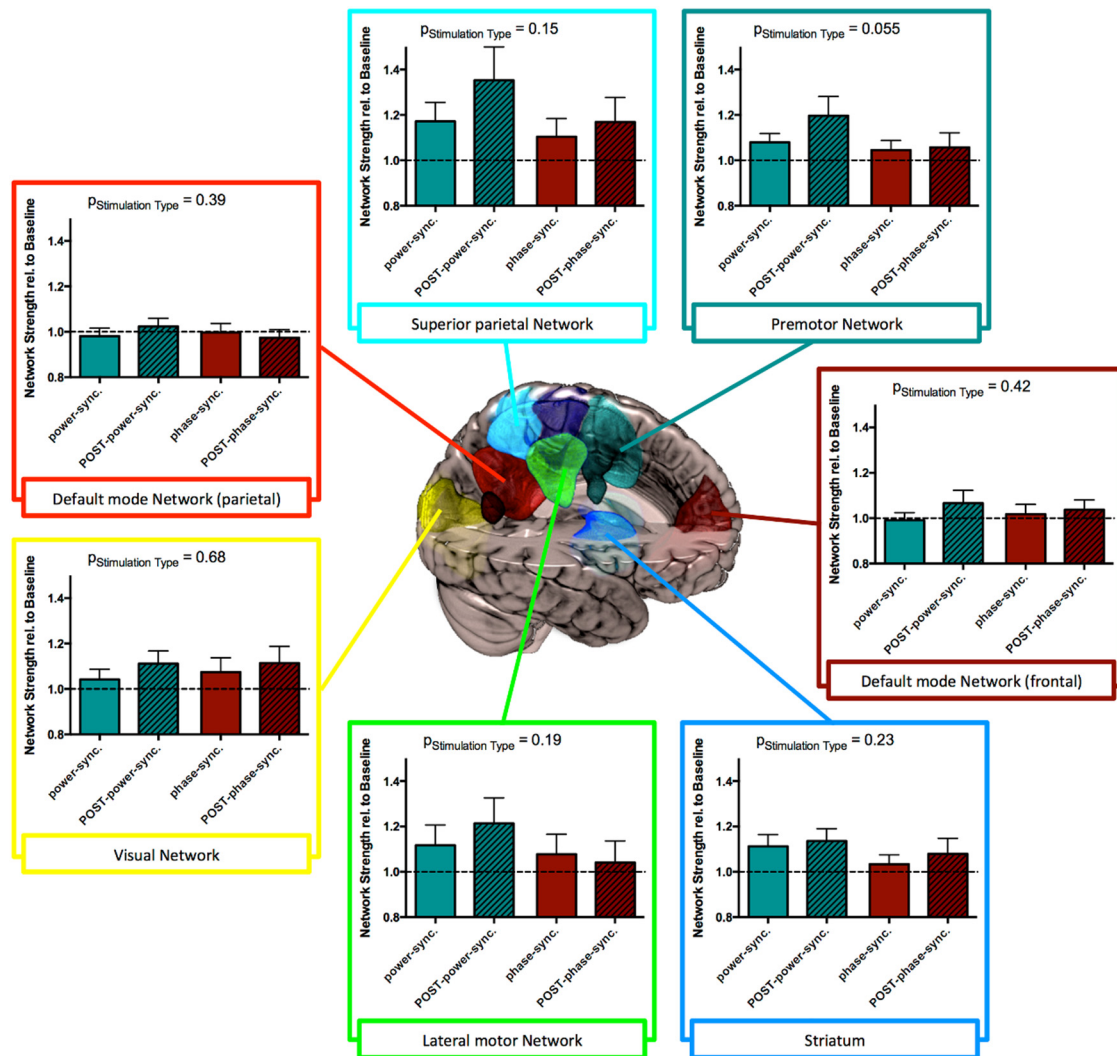 p Stimulation Type = 0.15
Network Strength rel. to Baseline
1.4
1.2
1.0
0.8
power-sync.
POST-power-sync.
phase-sync.
POST-phase-sync.
Superior parietal Network
p Stimulation Type = 0.055
Network Strength rel. to Baseline
1.4
1.2
1.0
0.8
power-sync.
POST-power-sync.
phase-sync.
POST-phase-sync.
Premotor Network
p Stimulation Type = 0.39
Network Strength rel. to Baseline
1.4
1.2
1.0
0.8
power-sync.
POST-power-sync.
phase-sync.
POST-phase-sync.
Default mode Network (parietal)
p Stimulation Type = 0.42
Network Strength rel. to Baseline
1.4
1.2
1.0
0.8
power-sync.
POST-power-sync.
phase-sync.
POST-phase-sync.
Default mode Network (frontal)
p Stimulation Type = 0.68
Network Strength rel. to Baseline
1.4
1.2
1.0
0.8
power-sync.
POST-power-sync.
phase-sync.
POST-phase-sync.
Visual Network
p Stimulation Type = 0.19
Network Strength rel. to Baseline
1.4
1.2
1.0
0.8
power-sync.
POST-power-sync.
phase-sync.
POST-phase-sync.
Lateral motor Network
p Stimulation Type = 0.23
Network Strength rel. to Baseline
1.4
1.2
1.0
0.8
power-sync.
POST-power-sync.
phase-sync.
POST-phase-sync.
Striatum